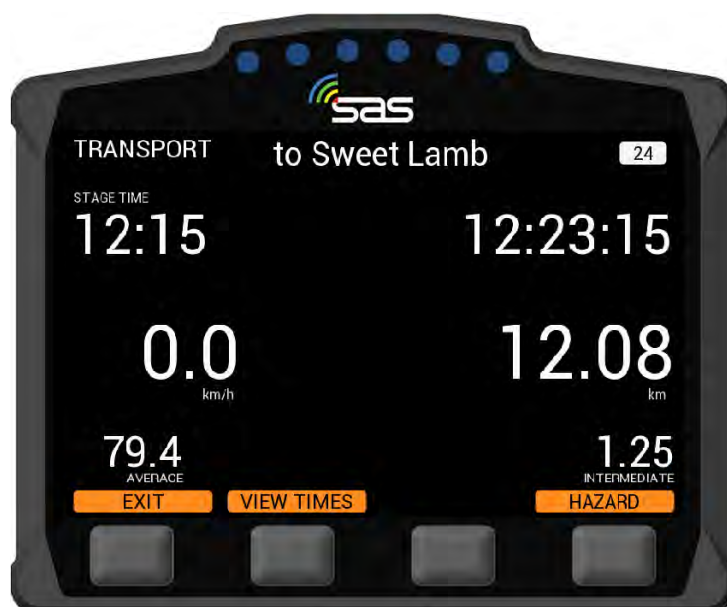 sas
TRANSPORT to Sweet Lamb 24
STAGE TIME
12:15 12:23:15
0.0 12.08
km/h km
79.4 1.25
AVERAGE INTERMEDIATE
EXIT VIEW TIMES HAZARD